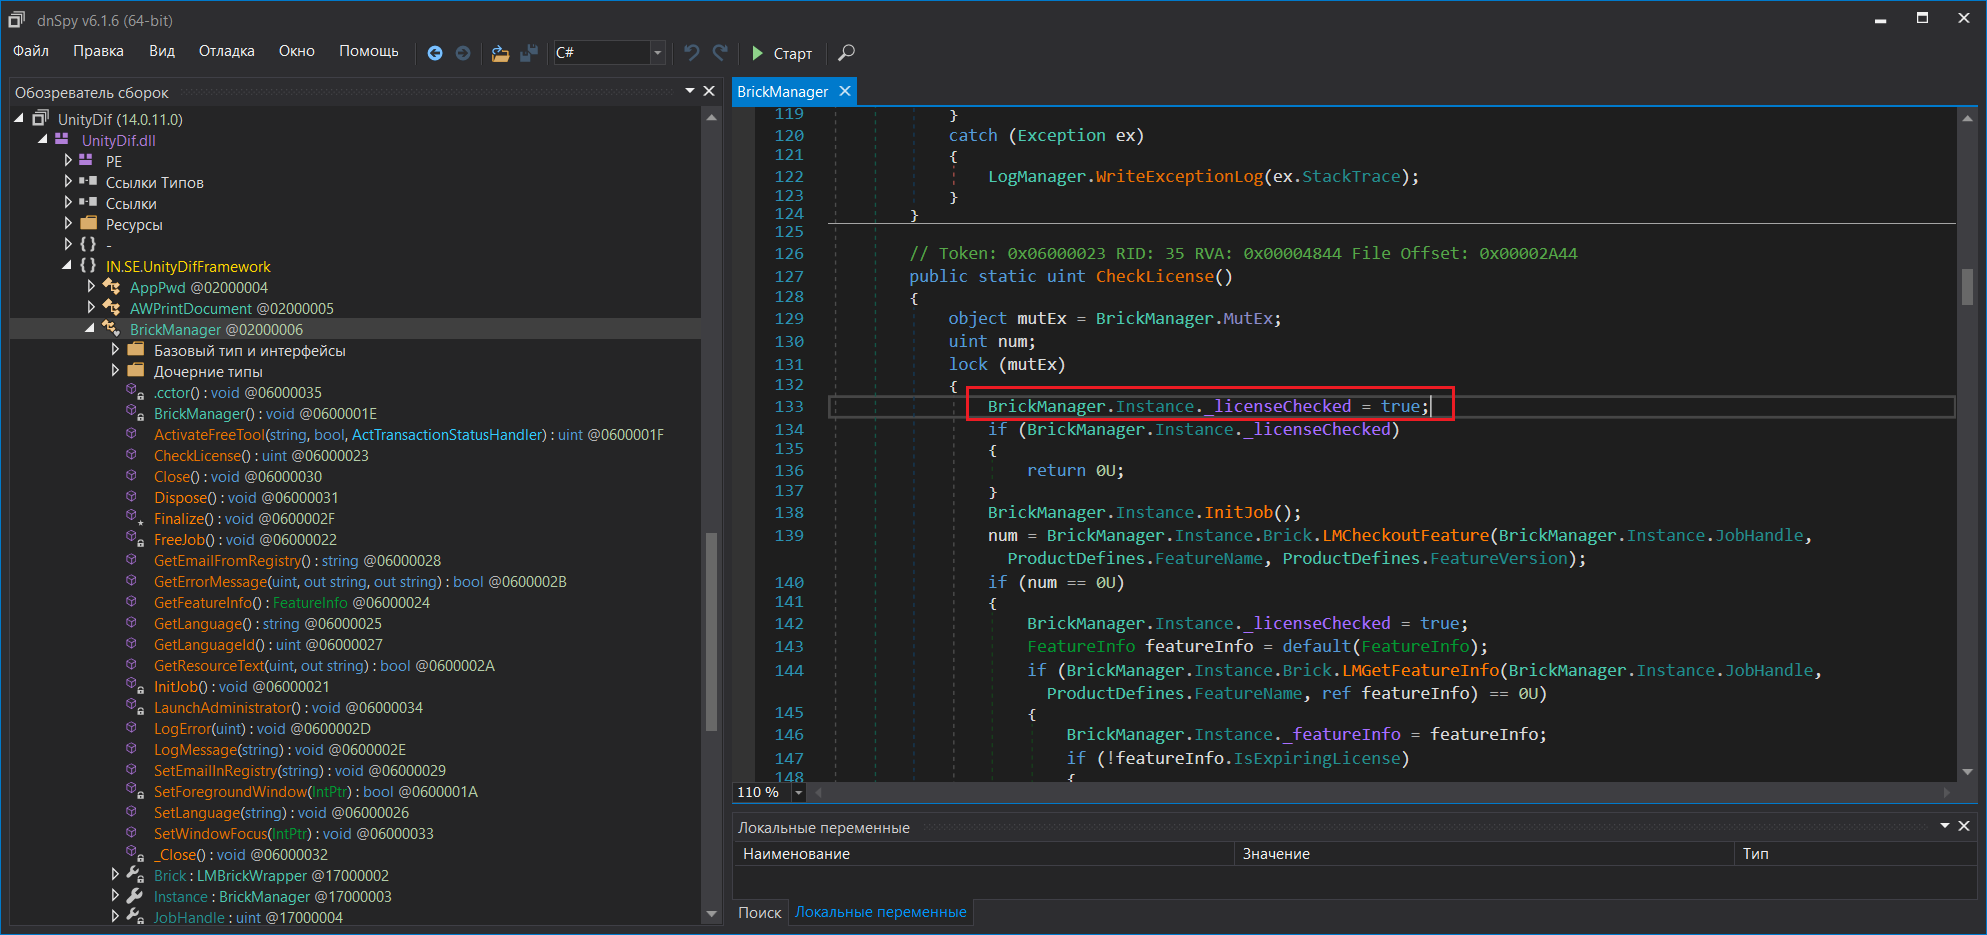 dnSpy v6.1.6 (64-bit)
Файл Правка Вид Отладка Окно Помощь C# Старт
Обозреватель сборок
UnityDif (14.0.11.0)
UnityDif.dll
PE
Ссылки Типов
Ссылки
Ресурсы
{} -
{} IN.SE.UnityDifFramework
AppPwd @02000004
AWPrintDocument @02000005
BrickManager @02000006
Базовый тип и интерфейсы
Дочерние типы
.cctor() : void @06000035
BrickManager() : void @0600001E
ActivateFreeTool(string, bool, ActTransactionStatusHandler) : uint @0600001F
CheckLicense() : uint @06000023
Close() : void @06000030
Dispose() : void @06000031
Finalize() : void @0600002F
FreeJob() : void @06000022
GetEmailFromRegistry() : string @06000028
GetErrorMessage(uint, out string, out string) : bool @0600002B
GetFeatureInfo() : FeatureInfo @06000024
GetLanguage() : string @06000025
GetLanguageId() : uint @06000027
GetResourceText(uint, out string) : bool @0600002A
InitJob() : void @06000021
LaunchAdministrator() : void @06000034
LogError(uint) : void @0600002D
LogMessage(string) : void @0600002E
SetEmailInRegistry(string) : void @06000029
SetForegroundWindow(IntPtr) : bool @0600001A
SetLanguage(string) : void @06000026
SetWindowFocus(IntPtr) : void @06000033
_Close() : void @06000032
Brick : LMBrickWrapper @17000002
Instance : BrickManager @17000003
JobHandle : uint @17000004
BrickManager
119 }
120 catch (Exception ex)
121 {
122 LogManager.WriteExceptionLog(ex.StackTrace);
123 }
124 }
125
126 // Token: 0x06000023 RID: 35 RVA: 0x00004844 File Offset: 0x00002A44
127 public static uint CheckLicense()
128 {
129 object mutEx = BrickManager.MutEx;
130 uint num;
131 lock (mutEx)
132 {
133 BrickManager.Instance._licenseChecked = true;
134 if (BrickManager.Instance._licenseChecked)
135 {
136 return 0U;
137 }
138 BrickManager.Instance.InitJob();
139 num = BrickManager.Instance.Brick.LMCheckoutFeature(BrickManager.Instance.JobHandle,
ProductDefines.FeatureName, ProductDefines.FeatureVersion);
140 if (num == 0U)
141 {
142 BrickManager.Instance._licenseChecked = true;
143 FeatureInfo featureInfo = default(FeatureInfo);
144 if (BrickManager.Instance.Brick.LMGetFeatureInfo(BrickManager.Instance.JobHandle,
ProductDefines.FeatureName, ref featureInfo) == 0U)
145 {
146 BrickManager.Instance._featureInfo = featureInfo;
147 if (!featureInfo.IsExpiringLicense)
148 {
110 %
Локальные переменные
Наименование Значение Тип
Поиск Локальные переменные